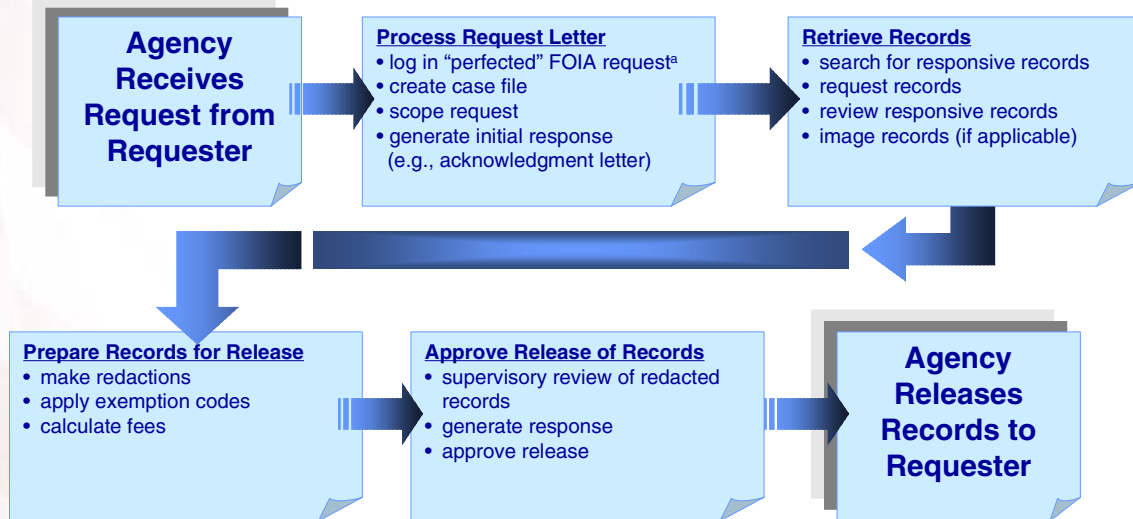 Agency
Receives
Request from
Requester
Process Request Letter
• log in “perfected” FOIA requestᵃ
• create case file
• scope request
• generate initial response
(e.g., acknowledgment letter)
Retrieve Records
• search for responsive records
• request records
• review responsive records
• image records (if applicable)
Prepare Records for Release
• make redactions
• apply exemption codes
• calculate fees
Approve Release of Records
• supervisory review of redacted
records
• generate response
• approve release
Agency
Releases
Records to
Requester